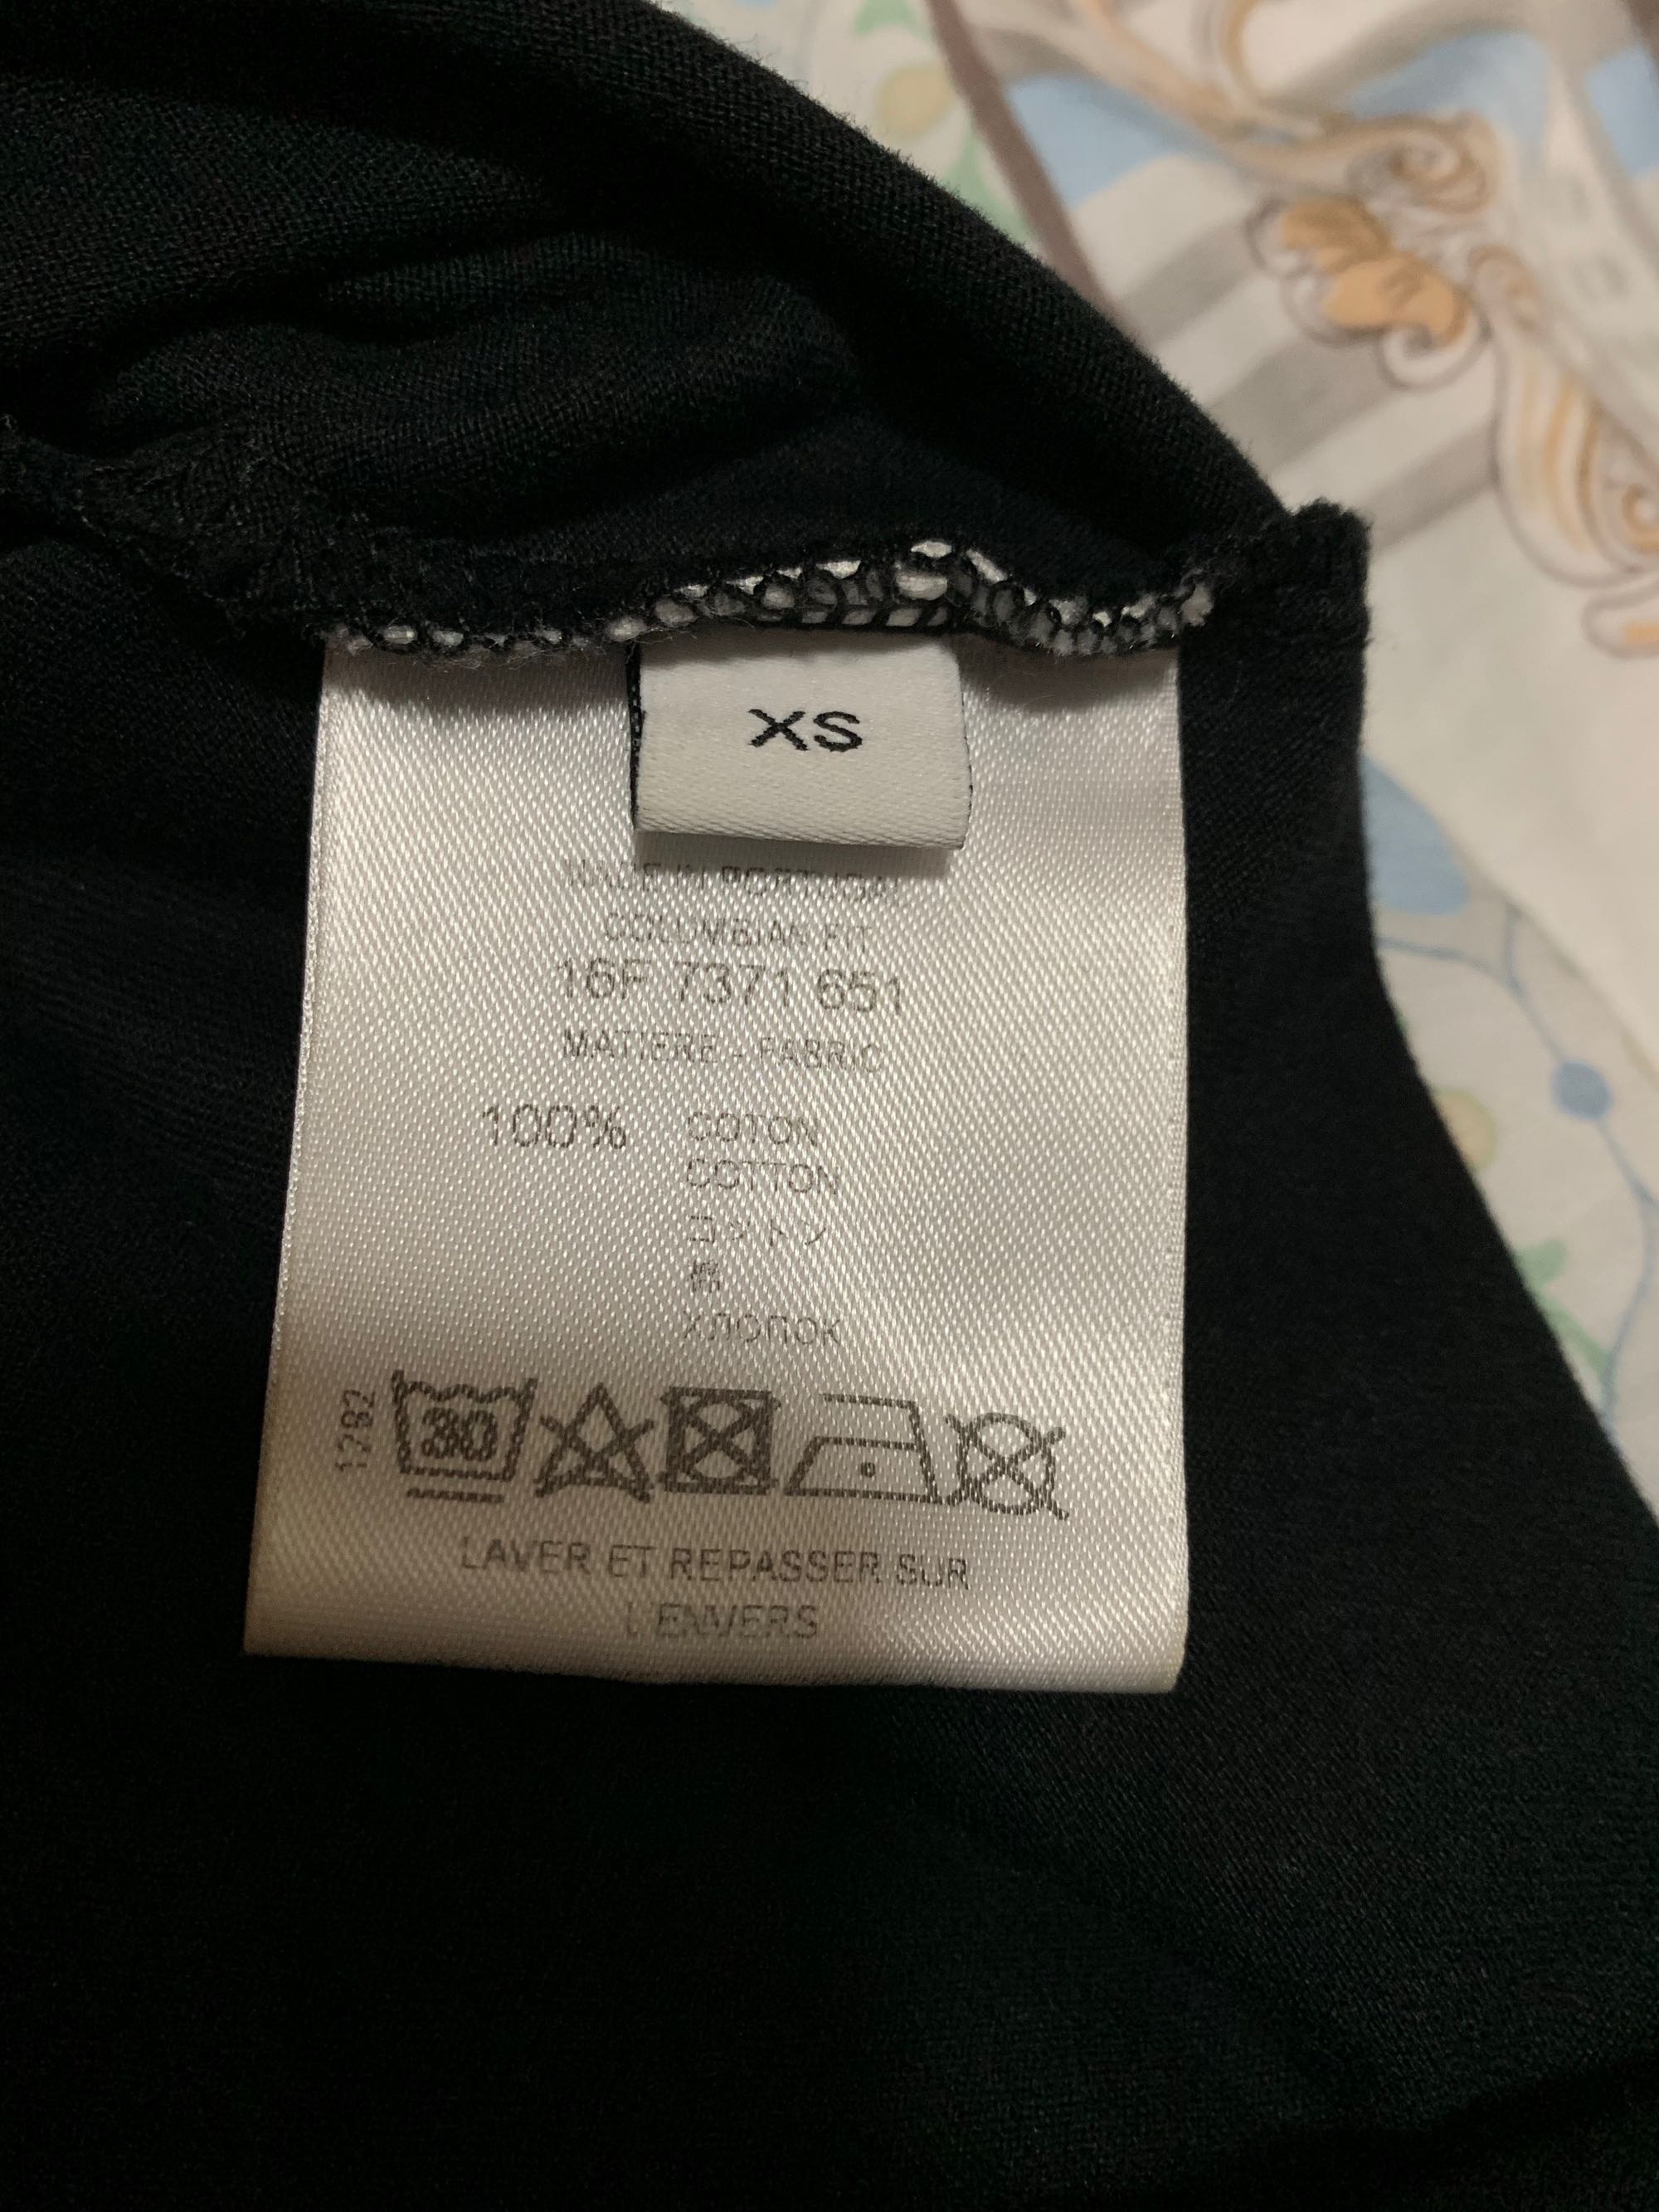 XS
MADE IN PORTUGAL
COLUMBIAN FIT
16F 7371 651
MATIERE - FABRIC
100% COTON
COTTON
コットン
棉
ХЛОПОК
1282
30
LAVER ET REPASSER SUR
L'ENVERS